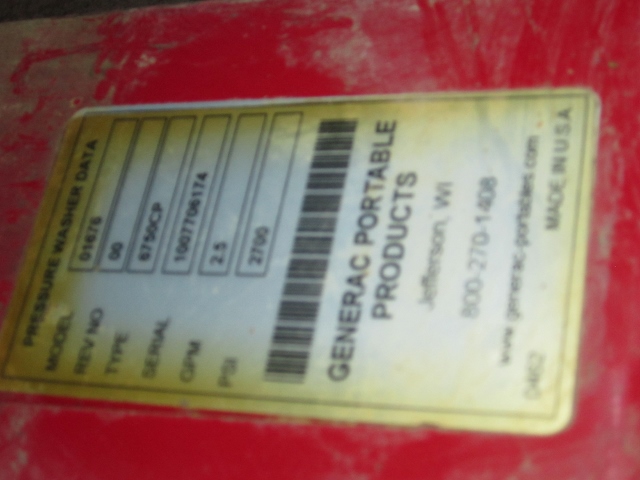 PRESSURE WASHER DATA
MODEL 01676
REV NO 00
TYPE 6750CP
SERIAL 1007706174
GPM 2.5
PSI 2700
GENERAC PORTABLE
PRODUCTS
Jefferson, WI
800-270-1408
www.generac-portables.com
MADE IN U.S.A